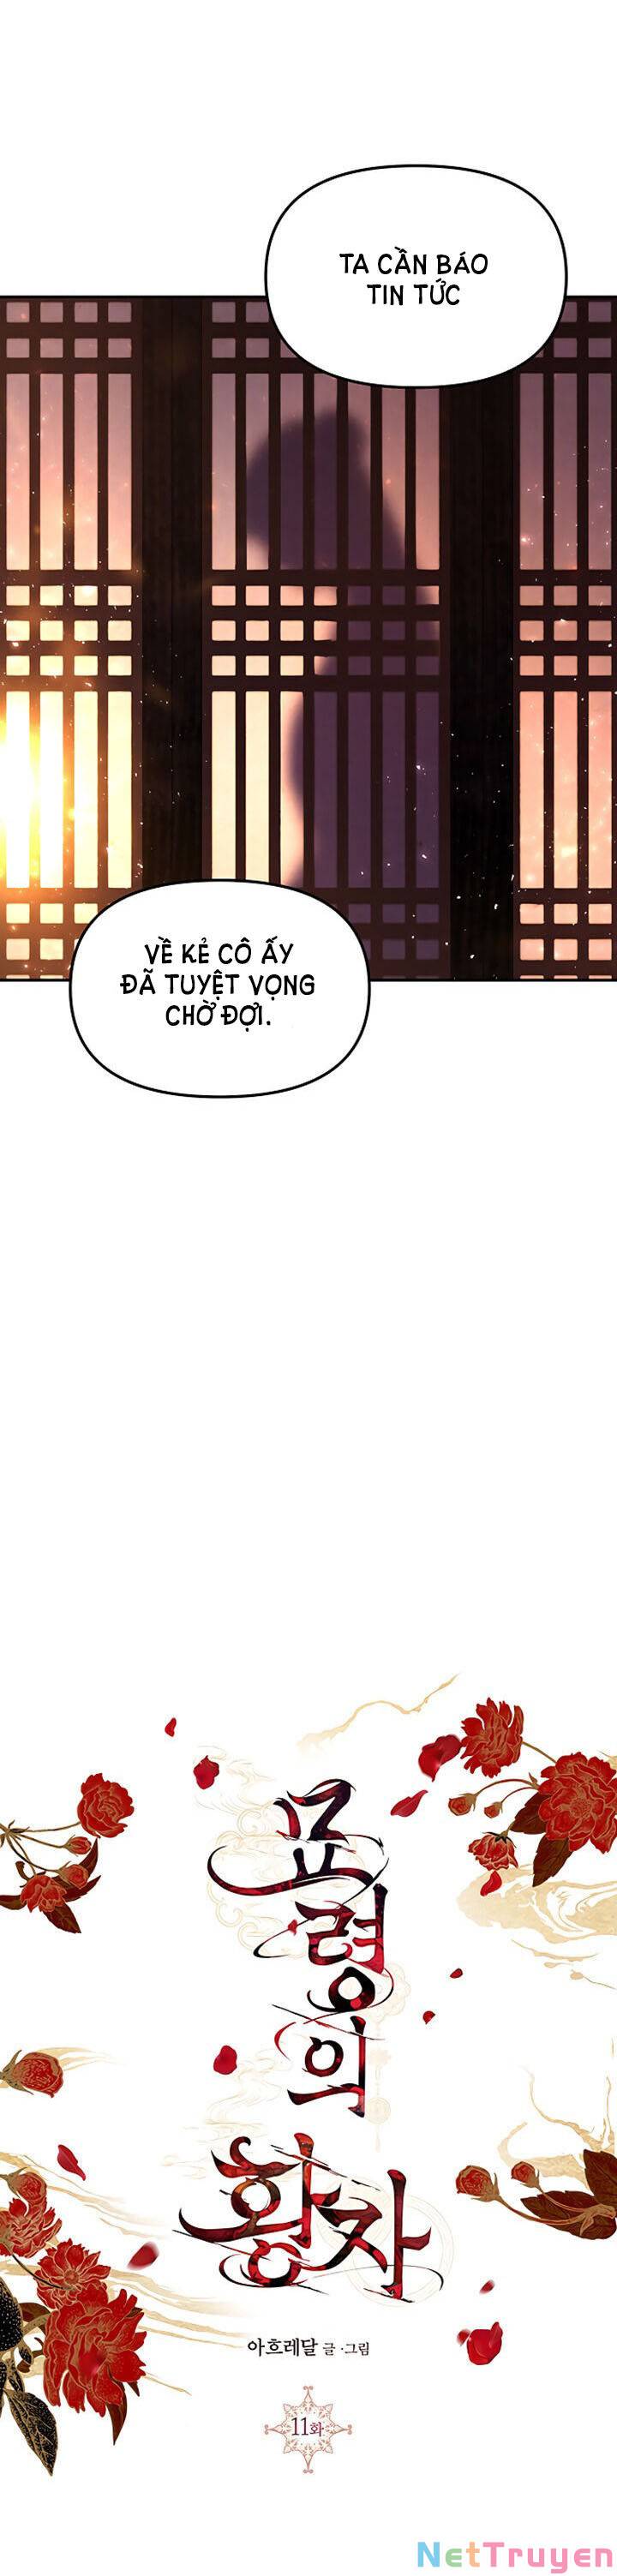 TA CẦN BÁO
TIN TỨC
VỀ KẺ CÔ ẤY
ĐÃ TUYỆT VỌNG
CHỜ ĐỢI.
요령의
황자
아흐레달 글·그림
11화
NetTruyen